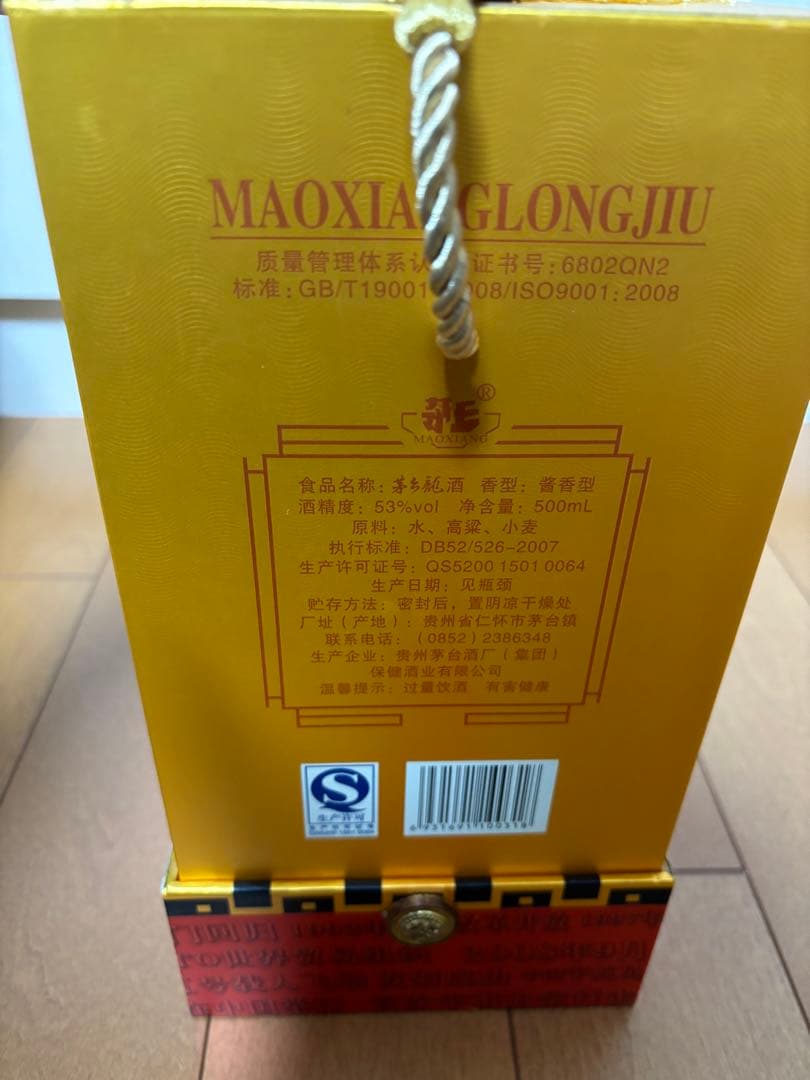 MAOXIA GLONGJIU
质量管理体系认 证书号:6802QN2
标准:GB/T19001 008/ISO9001:2008
®
MAOXIANG
食品名称:茅台龍酒 香型:酱香型
酒精度:53%vol 净含量:500mL
原料:水、高粱、小麦
执行标准:DB52/526-2007
生产许可证号:QS5200 1501 0064
生产日期:见瓶颈
贮存方法:密封后,置阴凉干燥处
厂址(产地):贵州省仁怀市茅台镇
联系电话:(0852)2386348
生产企业:贵州茅台酒厂(集团)
保健酒业有限公司
温馨提示:过量饮酒 有害健康
生产许可
6931691100318